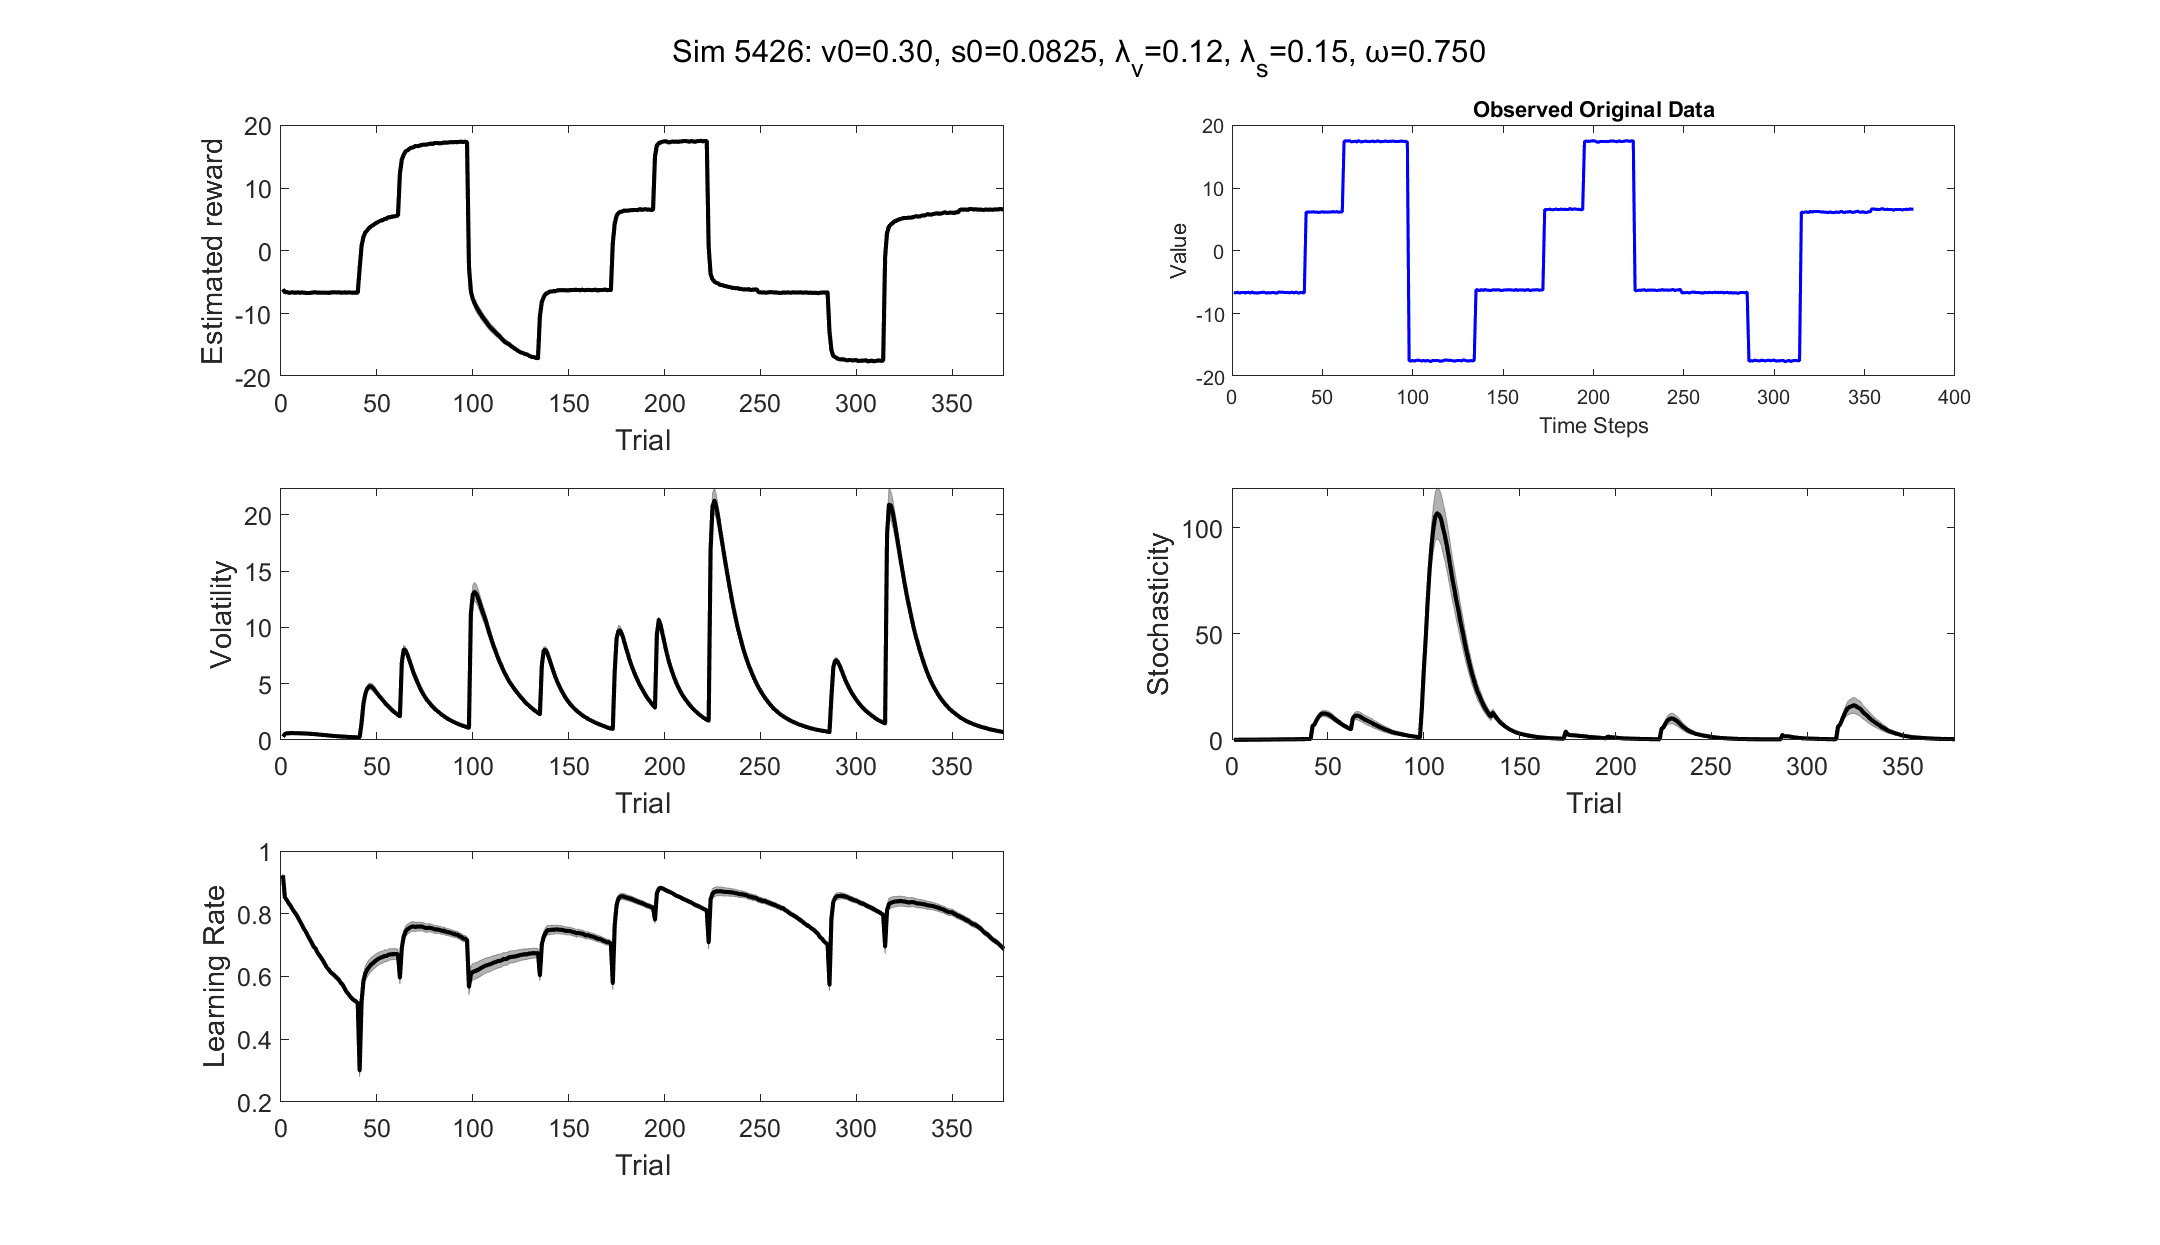 Sim 5426: v0=0.30, s0=0.0825, λ_v=0.12, λ_s=0.15, ω=0.750
Estimated reward
20
10
0
-10
-20
0 50 100 150 200 250 300 350
Trial
Observed Original Data
Value
20
10
0
-10
-20
0 50 100 150 200 250 300 350 400
Time Steps
Volatility
20
15
10
5
0
0 50 100 150 200 250 300 350
Trial
Stochasticity
100
50
0
0 50 100 150 200 250 300 350
Trial
Learning Rate
1
0.8
0.6
0.4
0.2
0 50 100 150 200 250 300 350
Trial